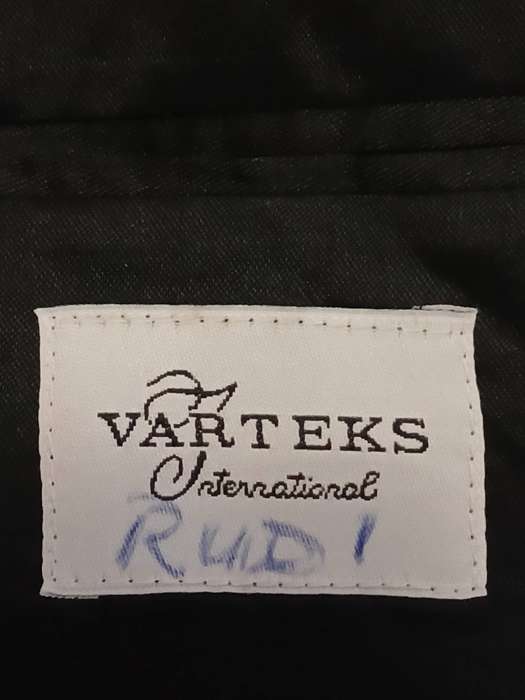 VARTEKS
International
RUDI